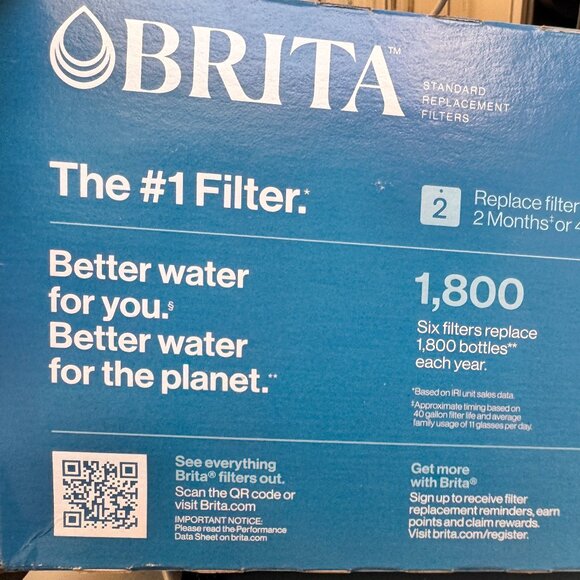 BRITA™
STANDARD
REPLACEMENT
FILTERS
The #1 Filter.*
2
Replace filter
2 Months‡ or 4
Better water
for you.§
Better water
for the planet.**
1,800
Six filters replace
1,800 bottles**
each year.
*Based on IRI unit sales data.
‡Approximate timing based on
40 gallon filter life and average
family usage of 11 glasses per day.
See everything
Brita® filters out.
Scan the QR code or
visit Brita.com
IMPORTANT NOTICE:
Please read the Performance
Data Sheet on brita.com
Get more
with Brita®
Sign up to receive filter
replacement reminders, earn
points and claim rewards.
Visit brita.com/register.